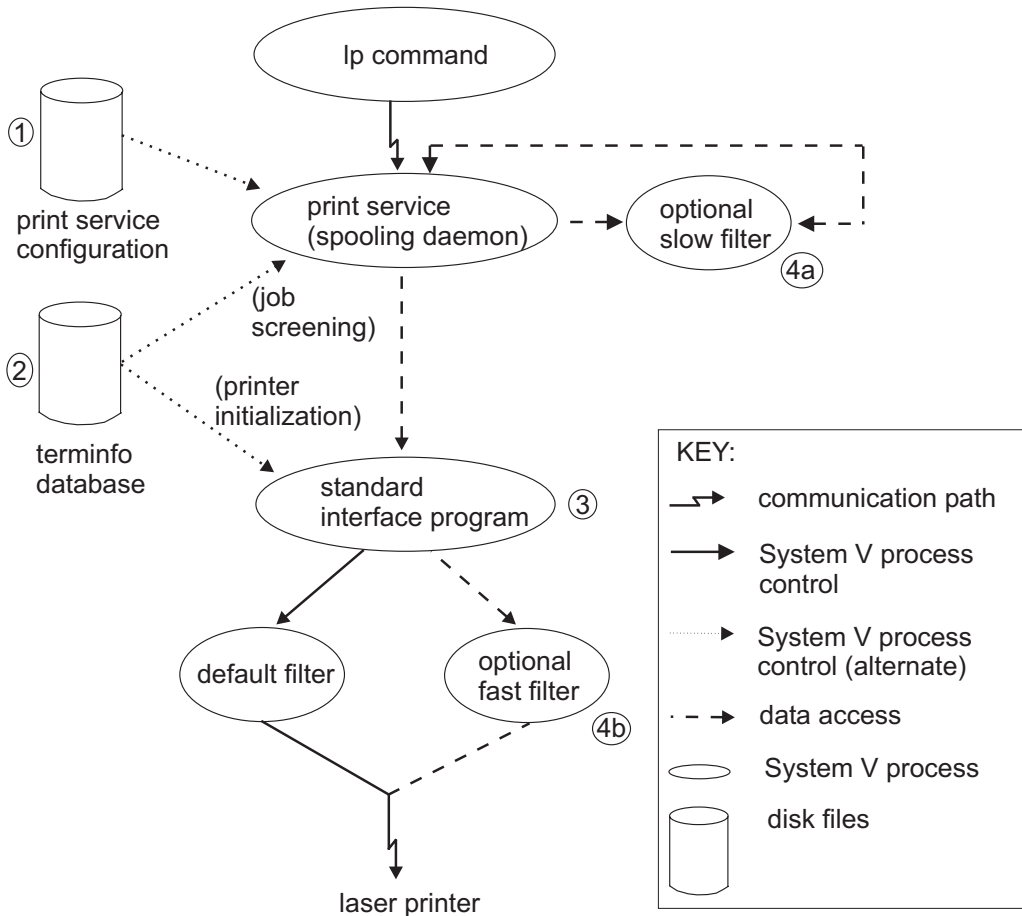 lp command
1
print service
configuration
print service
(spooling daemon)
optional
slow filter
4a
(job
screening)
2
(printer
initialization)
terminfo
database
standard
interface program
3
default filter
optional
fast filter
4b
laser printer
KEY:
communication path
System V process
control
System V process
control (alternate)
data access
System V process
disk files